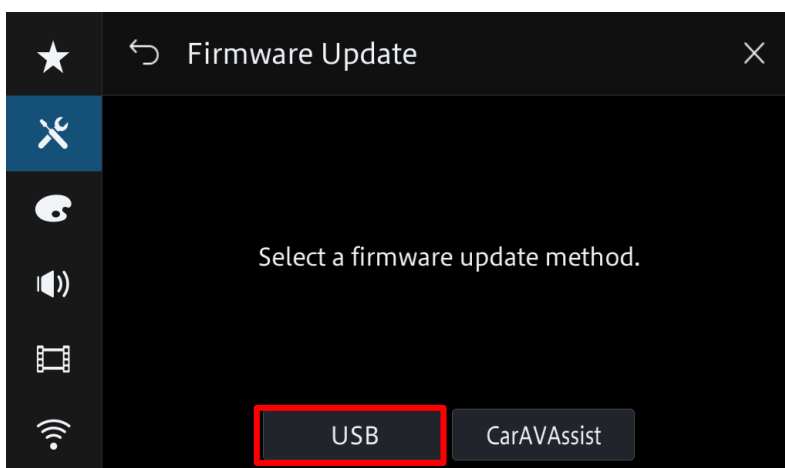 Firmware Update
Select a firmware update method.
USB
CarAVAssist